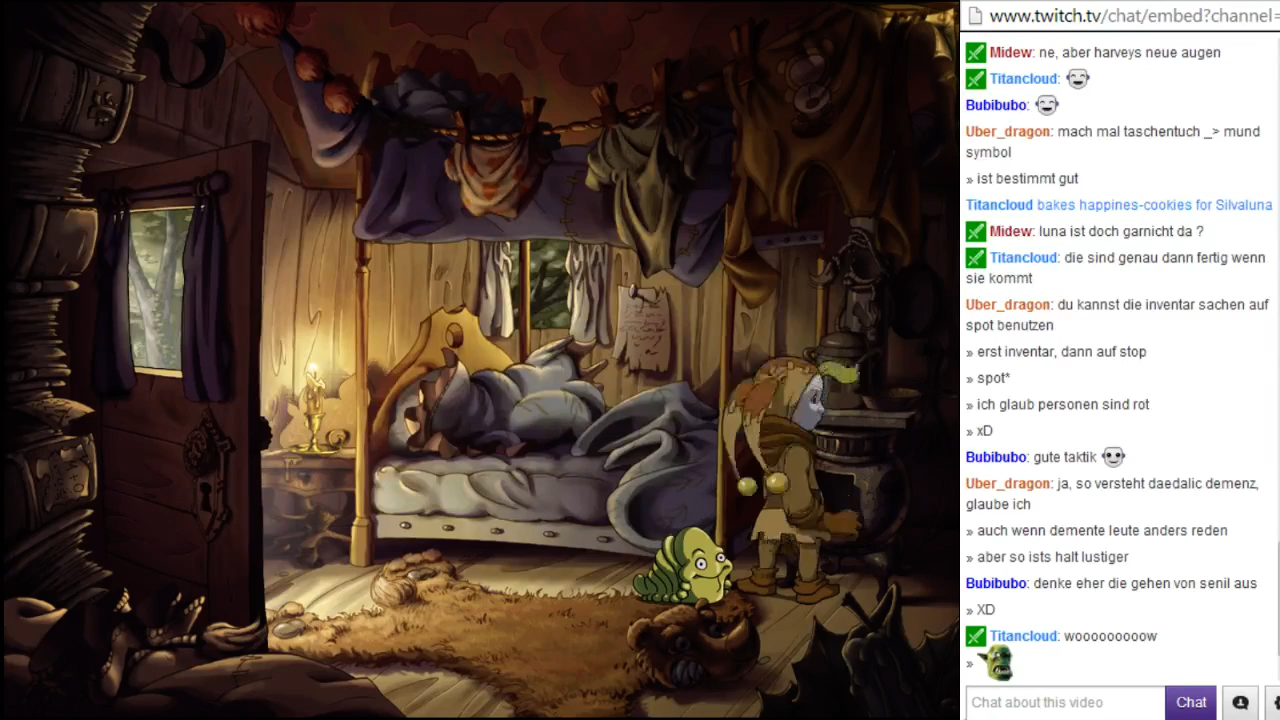 www.twitch.tv/chat/embed?channel=
Midew: ne, aber harveys neue augen
Titancloud:
Bubibubo:
Uber_dragon: mach mal taschentuch _> mund
symbol
» ist bestimmt gut
Titancloud bakes happines-cookies for Silvaluna
Midew: luna ist doch garnicht da ?
Titancloud: die sind genau dann fertig wenn
sie kommt
Uber_dragon: du kannst die inventar sachen auf
spot benutzen
» erst inventar, dann auf stop
» spot*
» ich glaub personen sind rot
» xD
Bubibubo: gute taktik
Uber_dragon: ja, so versteht daedalic demenz,
glaube ich
» auch wenn demente leute anders reden
» aber so ists halt lustiger
Bubibubo: denke eher die gehen von senil aus
» XD
Titancloud: wooooooooow
»
Chat about this video
Chat